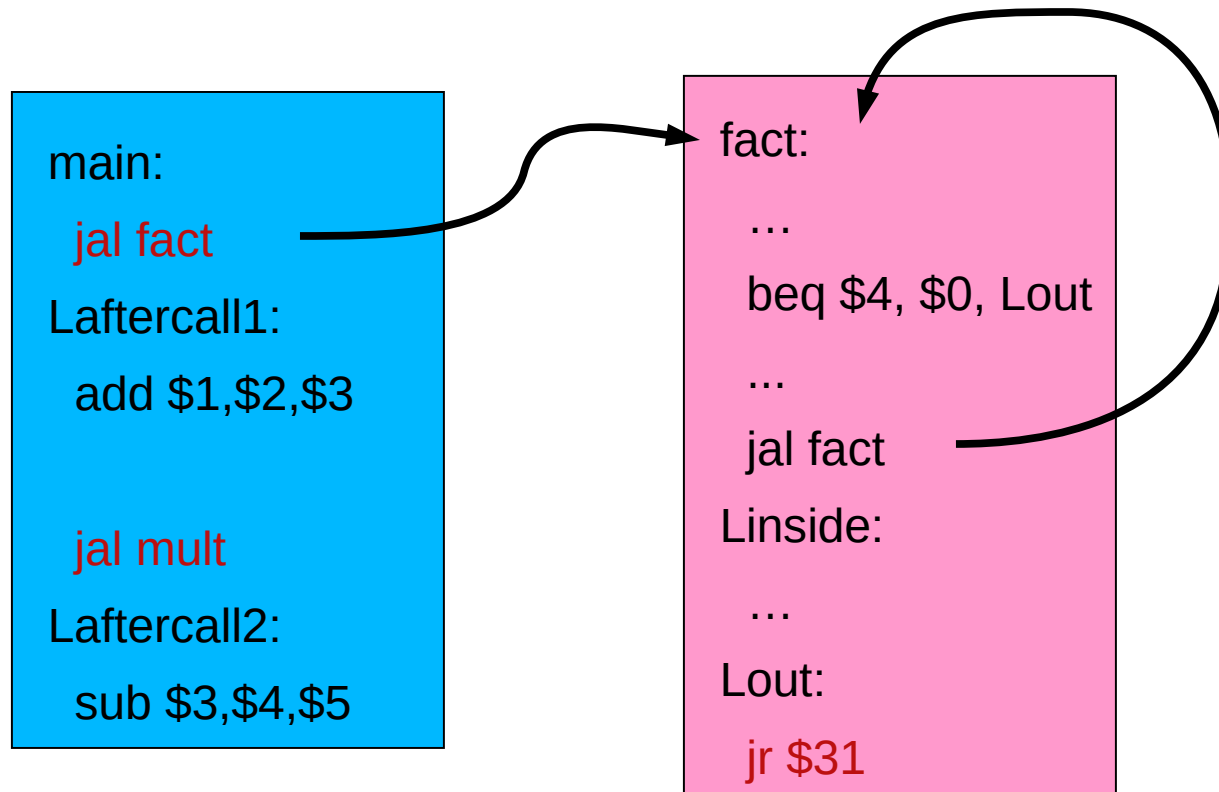 main:
jal fact
Laftercall1:
add $1,$2,$3
jal mult
Laftercall2:
sub $3,$4,$5
fact:
…
beq $4, $0, Lout
...
jal fact
Linside:
…
Lout:
jr $31